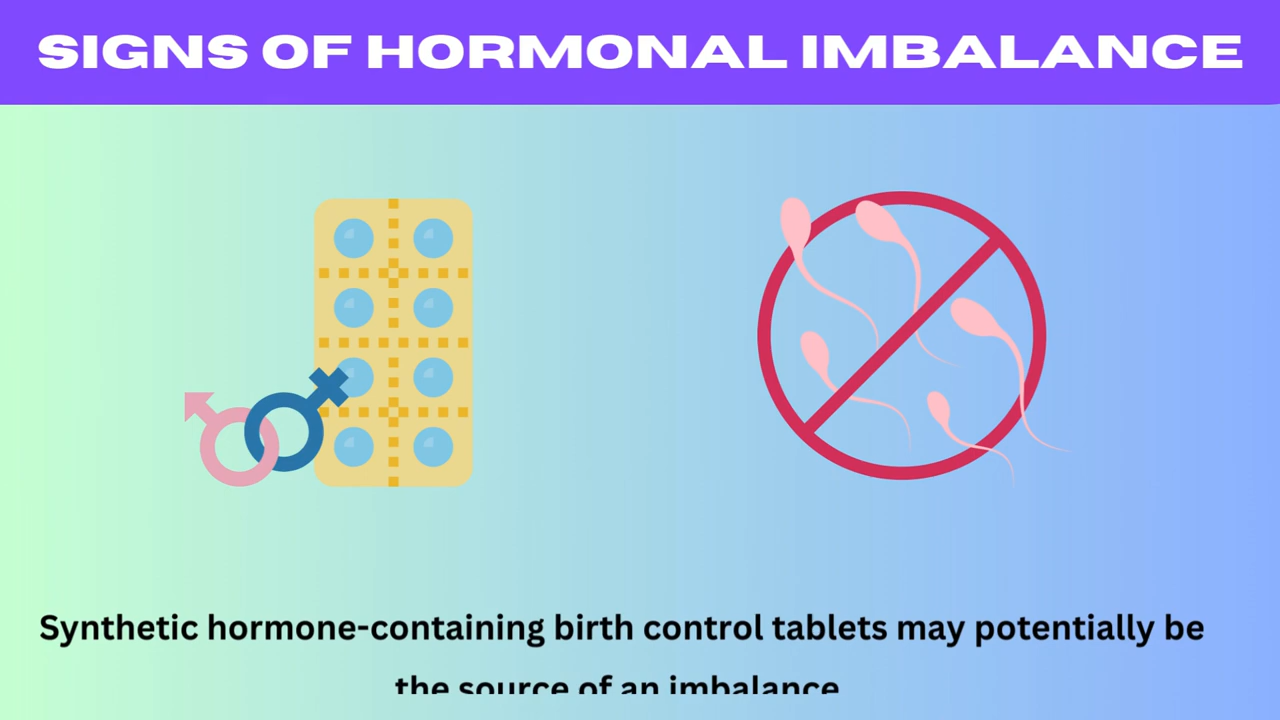 SIGNS OF HORMONAL IMBALANCE
Synthetic hormone-containing birth control tablets may potentially be
the source of an imbalance